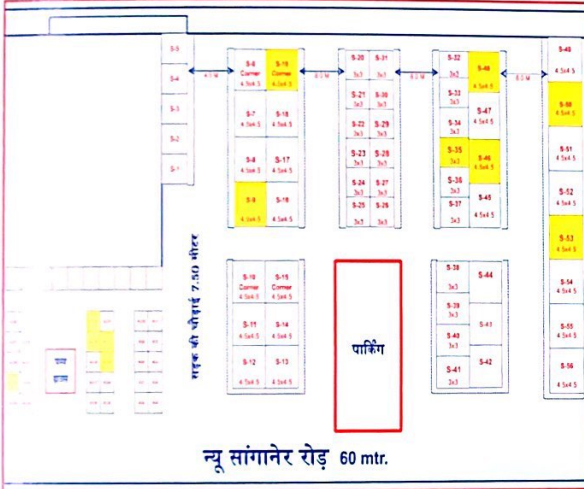 S-5
S-4
S-3
S-2
S-1
S-6
Corner
4.5x4.5
S-7
4.5x4.5
S-8
4.5x4.5
S-9
4.5x4.5
S-19
Corner
4.5x4.5
S-18
4.5x4.5
S-17
4.5x4.5
S-16
4.5x4.5
S-20
3x3
S-21
3x3
S-22
3x3
S-23
3x3
S-24
3x3
S-25
3x3
S-31
3x3
S-30
3x3
S-29
3x3
S-28
3x3
S-27
3x3
S-26
3x3
6.0 M
S-32
3x3
S-33
3x3
S-34
3x3
S-35
3x3
S-36
3x3
S-37
3x3
S-48
4.5x4.5
S-47
4.5x4.5
S-46
4.5x4.5
S-45
4.5x4.5
S-49
4.5x4.5
S-50
4.5x4.5
S-51
4.5x4.5
S-52
4.5x4.5
S-53
4.5x4.5
S-54
4.5x4.5
S-55
4.5x4.5
S-56
4.5x4.5
S-10
Corner
4.5x4.5
S-11
4.5x4.5
S-12
4.5x4.5
S-15
Corner
4.5x4.5
S-14
4.5x4.5
S-13
4.5x4.5
पार्किंग
S-38
3x3
S-39
3x3
S-40
3x3
S-41
3x3
S-44
S-43
S-42
सड़क की चौड़ाई 7.50 मीटर
न्यू सांगानेर रोड़ 60 mtr.